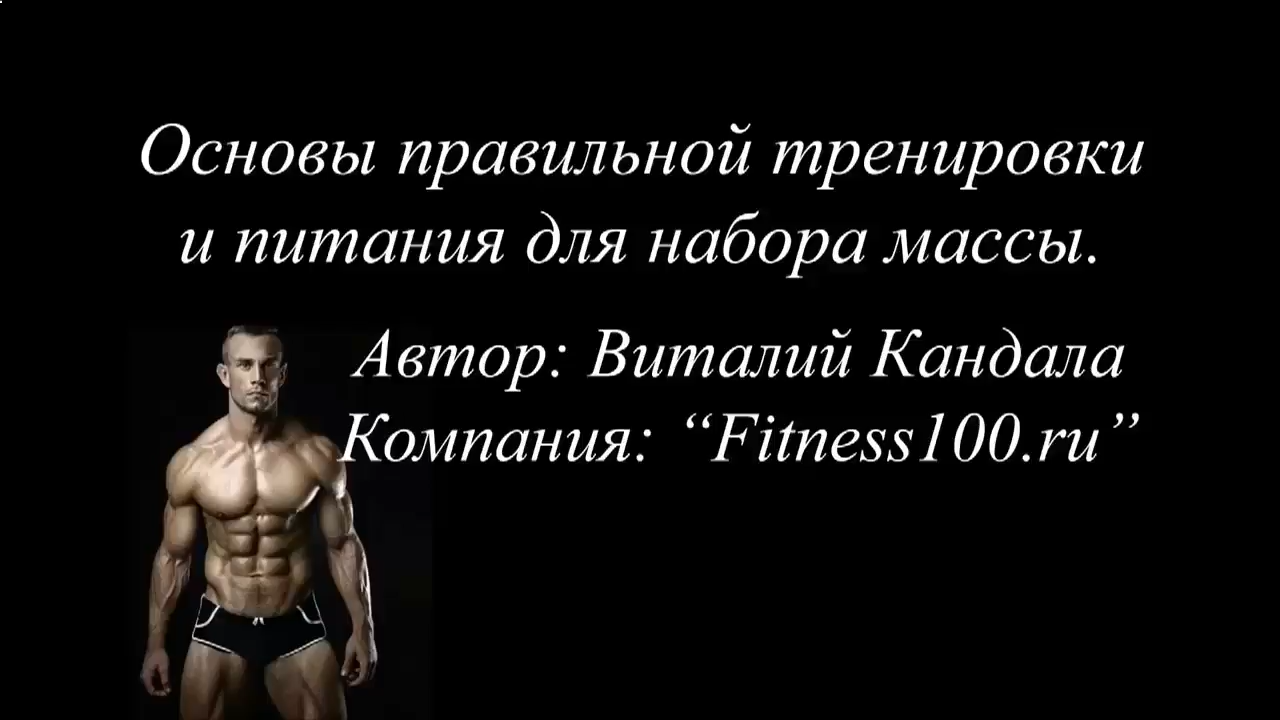 Основы правильной тренировки
и питания для набора массы.
Автор: Виталий Кандала
Компания: “Fitness100.ru”